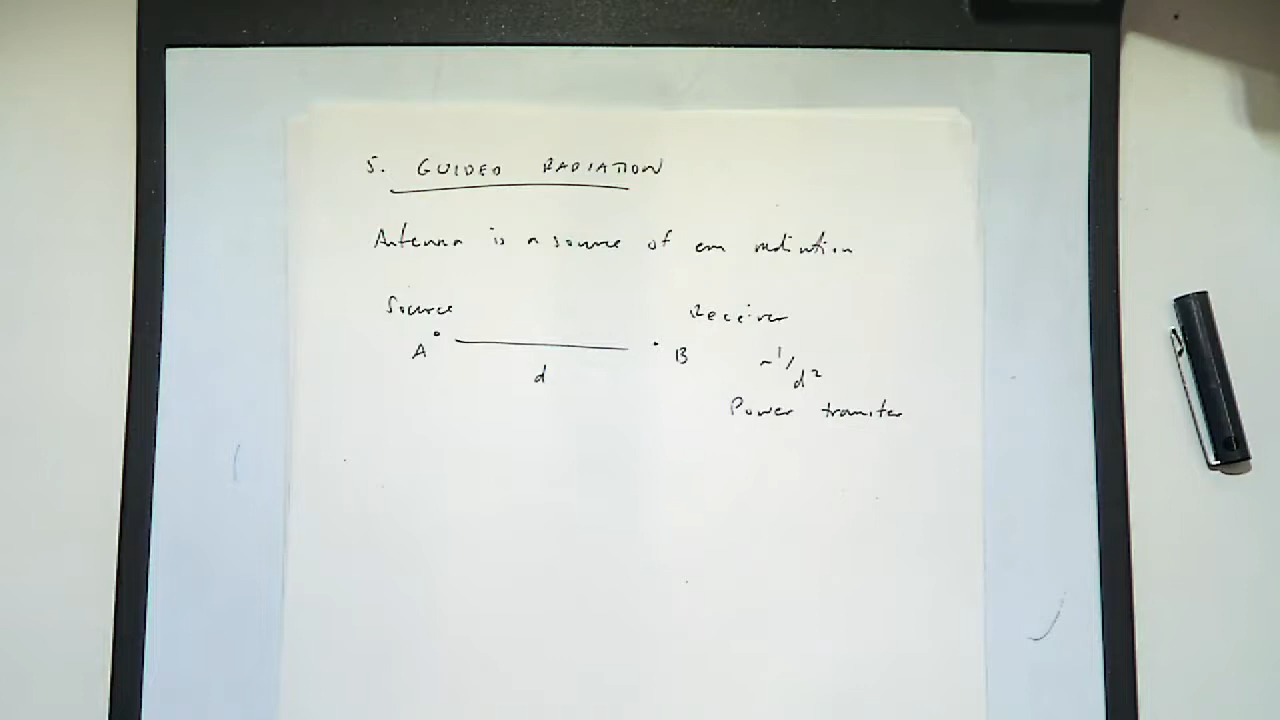 5. GUIDED RADIATION
Antenna is a source of em radiation
Source Receiver
A B ~1/d²
d
Power transfer